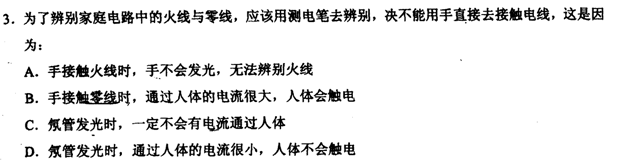 3. 为了辨别家庭电路中的火线与零线，应该用测电笔去辨别，决不能用手直接去接触电线，这是因
为：
A．手接触火线时，手不会发光，无法辨别火线
B．手接触零线时，通过人体的电流很大，人体会触电
C．氖管发光时，一定不会有电流通过人体
D．氖管发光时，通过人体的电流很小，人体不会触电